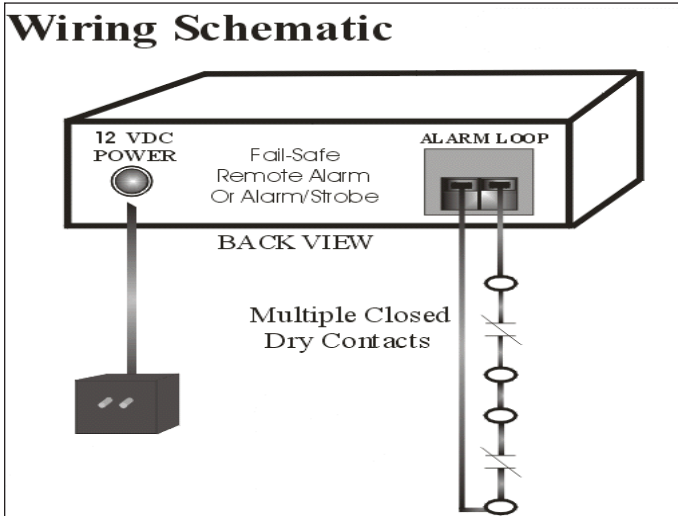 Wiring Schematic
12 VDC
POWER
Fail-Safe
Remote Alarm
Or Alarm/Strobe
ALARM LOOP
BACK VIEW
Multiple Closed
Dry Contacts